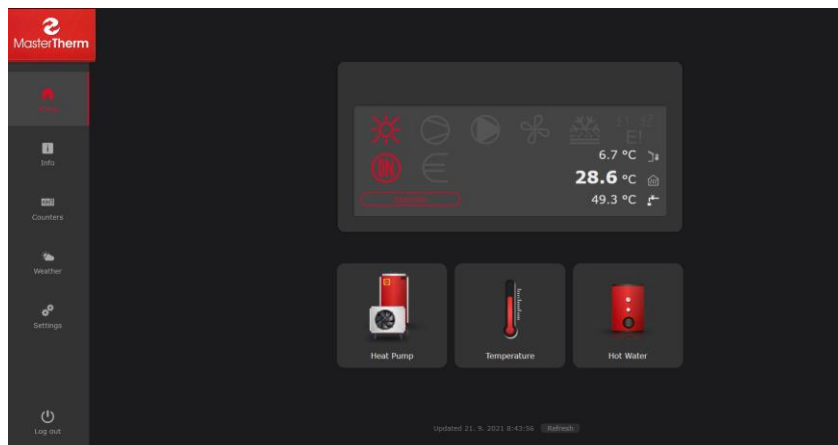 MasterTherm
Info
Counters
Weather
Settings
Log out
ON
E!
6.7 °C
28.6 °C
49.3 °C
Heat Pump
Temperature
Hot Water
Updated 21. 9. 2021 8:43:56 Refresh